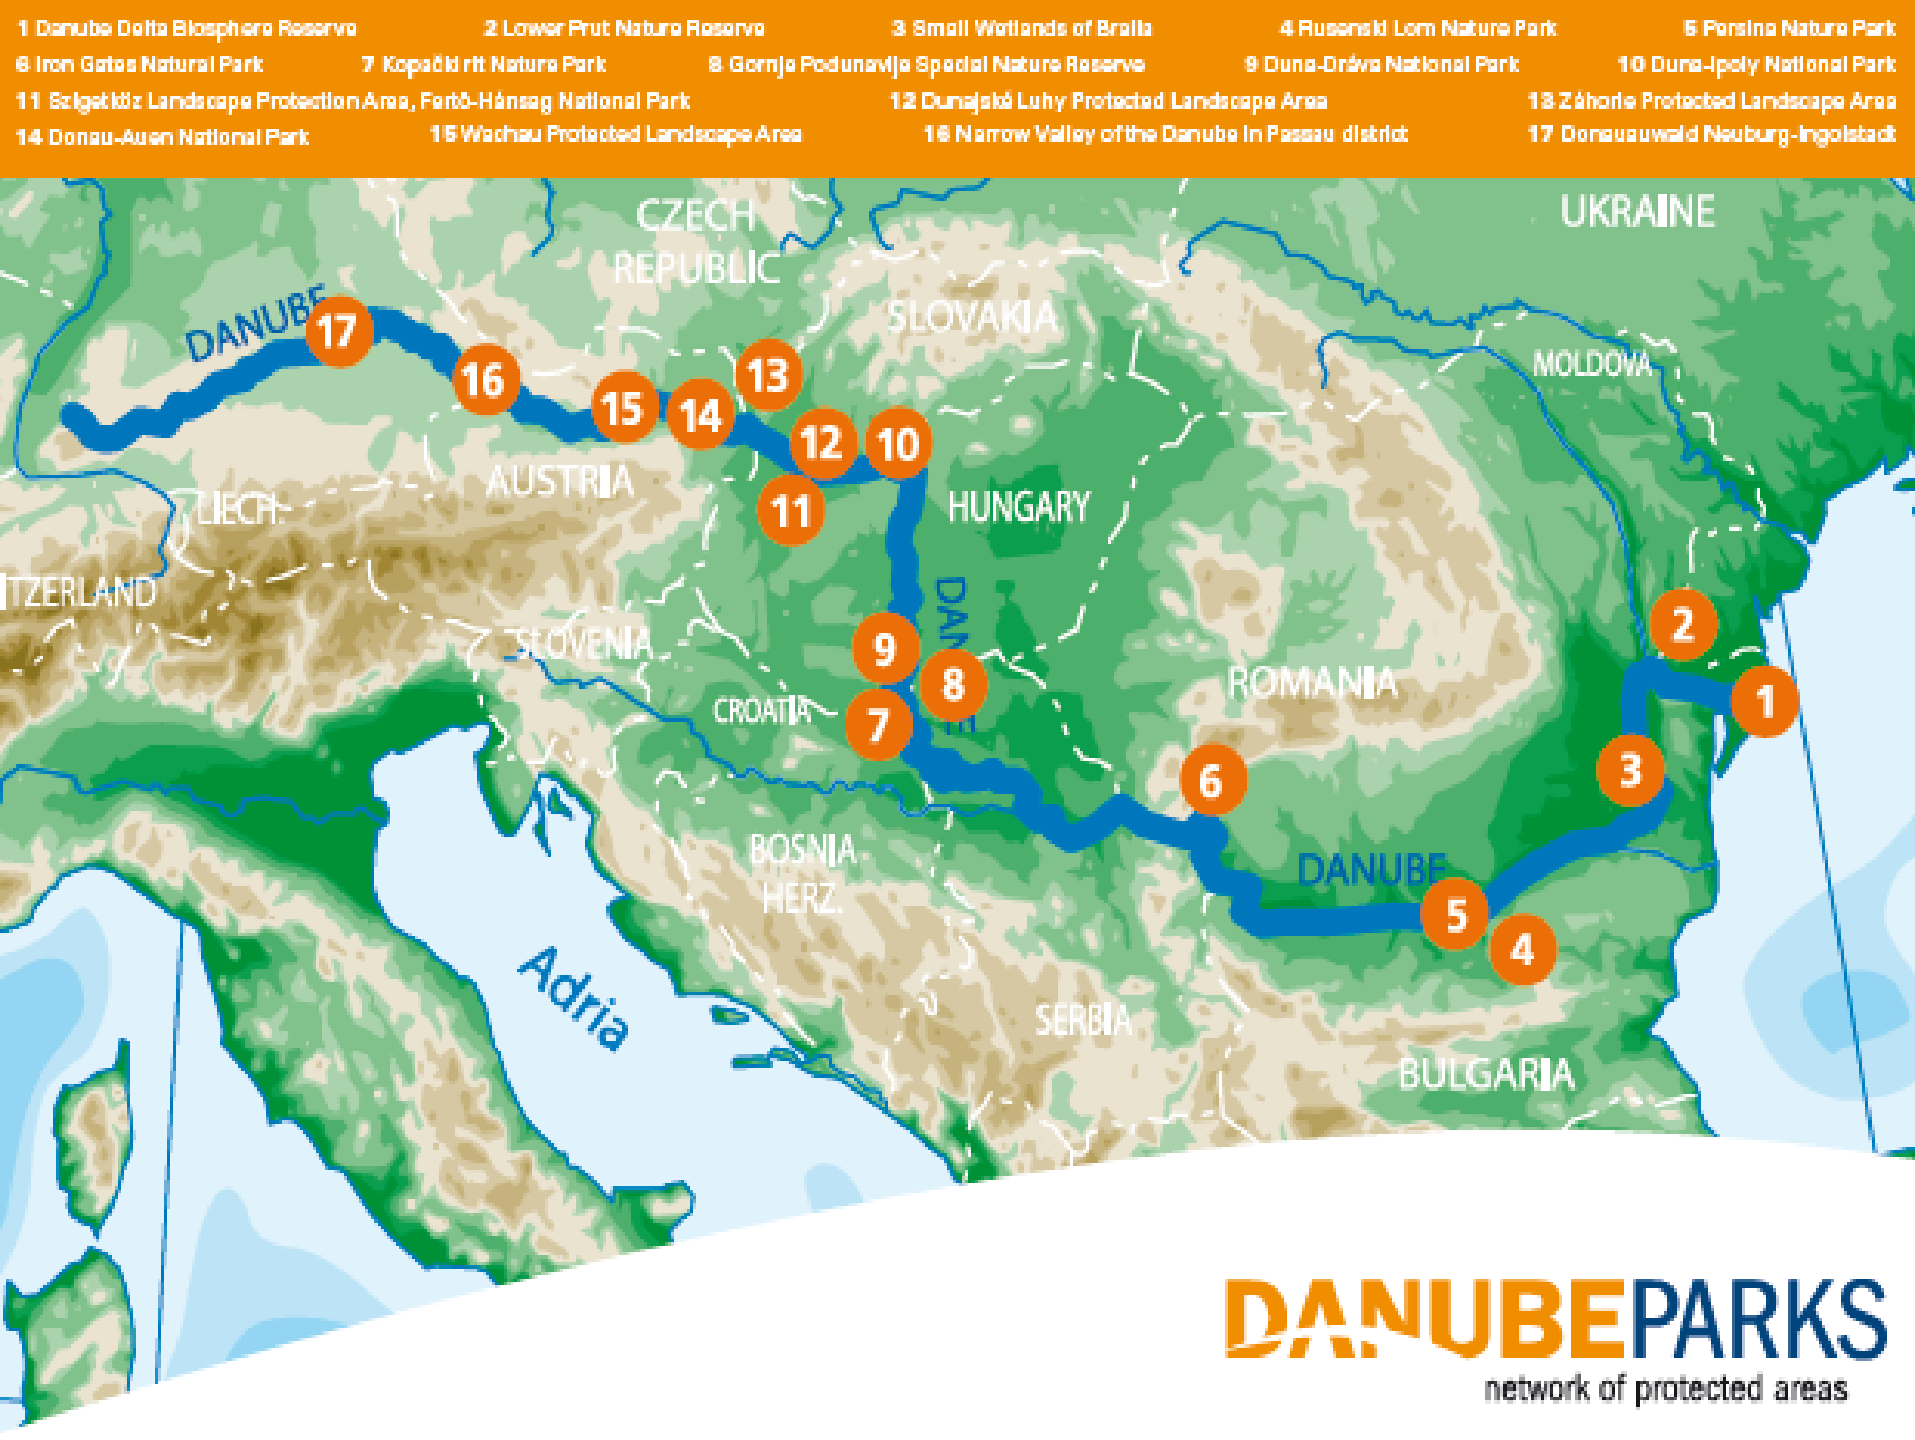 1 Danube Delta Biosphere Reserve 2 Lower Prut Nature Reserve 3 Small Wetlands of Braila 4 Rusenski Lom Nature Park 5 Persina Nature Park
6 Iron Gates Natural Park 7 Kopački rit Nature Park 8 Gornje Podunavlje Special Nature Reserve 9 Duna-Dráva National Park 10 Duna-Ipoly National Park
11 Szigetköz Landscape Protection Area, Fertö-Hánsag National Park 12 Dunajské Luhy Protected Landscape Area 13 Záhorie Protected Landscape Area
14 Donau-Auen National Park 15 Wachau Protected Landscape Area 16 Narrow Valley of the Danube in Passau district 17 Donauauwald Neuburg-Ingolstadt
CZECH
REPUBLIC
UKRAINE
SLOVAKIA
DANUBE
17
MOLDOVA
16
13
15
14
12
10
AUSTRIA
LIECH.
11
HUNGARY
ITZERLAND
DAN E
SLOVENIA
9
2
8
ROMANIA
CROATIA
7
1
6
3
BOSNIA
HERZ.
DANUBE
5
4
Adria
SERBIA
BULGARIA
DANUBEPARKS
network of protected areas